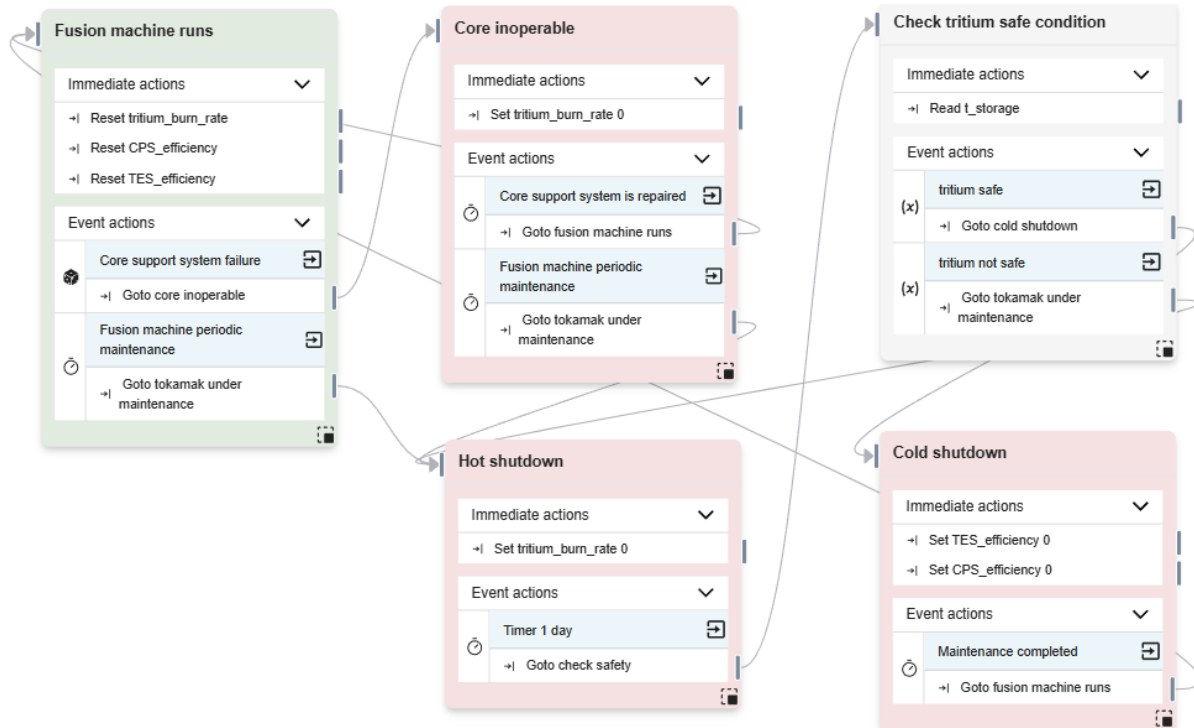 Fusion machine runs
Immediate actions
Reset tritium_burn_rate
Reset CPS_efficiency
Reset TES_efficiency
Event actions
Core support system failure
Goto core inoperable
Fusion machine periodic
maintenance
Goto tokamak under
maintenance
Core inoperable
Immediate actions
Set tritium_burn_rate 0
Event actions
Core support system is repaired
Goto fusion machine runs
Fusion machine periodic
maintenance
Goto tokamak under
maintenance
Check tritium safe condition
Immediate actions
Read t_storage
Event actions
(x)
tritium safe
Goto cold shutdown
(x)
tritium not safe
Goto tokamak under
maintenance
Hot shutdown
Immediate actions
Set tritium_burn_rate 0
Event actions
Timer 1 day
Goto check safety
Cold shutdown
Immediate actions
Set TES_efficiency 0
Set CPS_efficiency 0
Event actions
Maintenance completed
Goto fusion machine runs